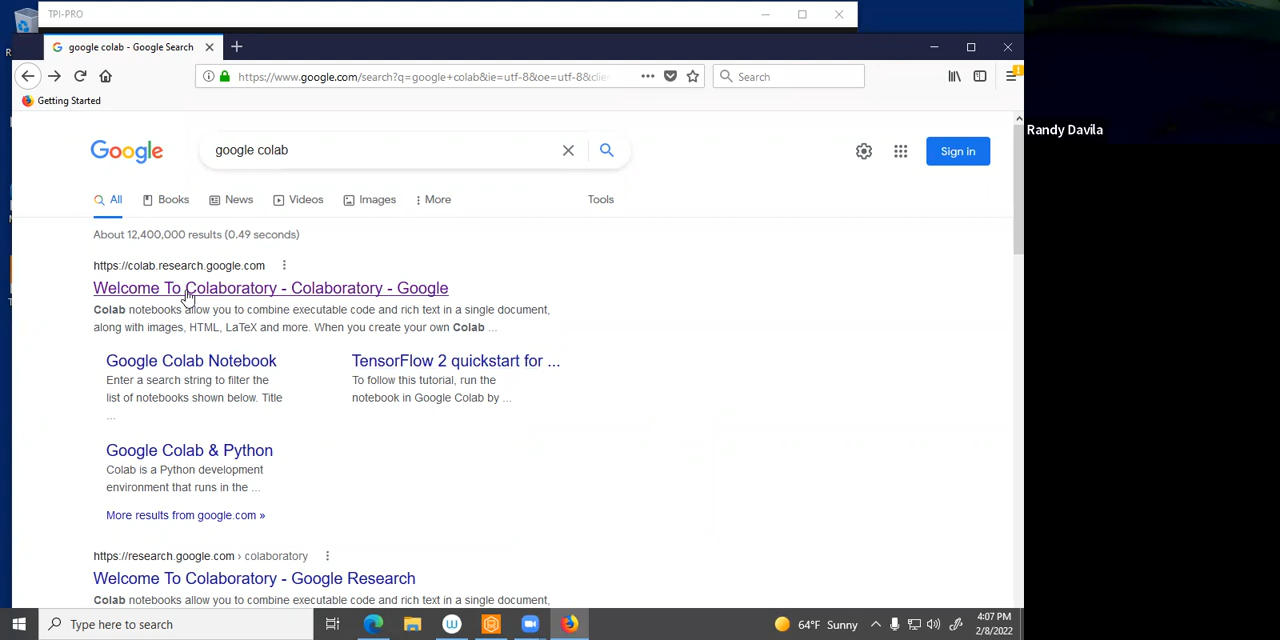 TPI-PRO
google colab - Google Search
https://www.google.com/search?q=google+colab&ie=utf-8&oe=utf-8&clie
Search
Getting Started
Randy Davila
Google
google colab
Sign in
All
Books
News
Videos
Images
More
Tools
About 12,400,000 results (0.49 seconds)
https://colab.research.google.com
Welcome To Colaboratory - Colaboratory - Google
Colab notebooks allow you to combine executable code and rich text in a single document,
along with images, HTML, LaTeX and more. When you create your own Colab ...
Google Colab Notebook
Enter a search string to filter the
list of notebooks shown below. Title
...
TensorFlow 2 quickstart for ...
To follow this tutorial, run the
notebook in Google Colab by ...
Google Colab & Python
Colab is a Python development
environment that runs in the ...
More results from google.com »
https://research.google.com › colaboratory
Welcome To Colaboratory - Google Research
Colab notebooks allow you to combine executable code and rich text in a single document,
Type here to search
64°F Sunny
4:07 PM
2/8/2022